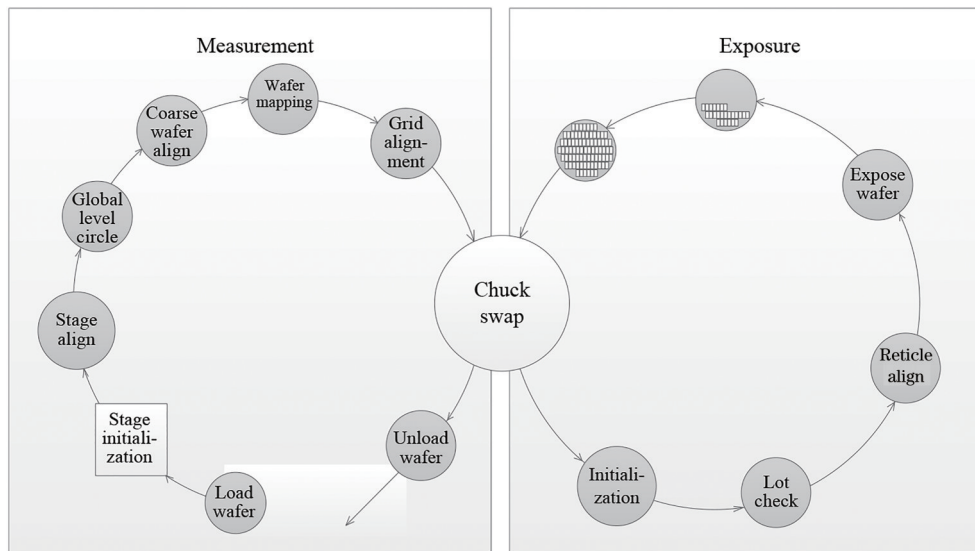 Measurement
Wafer
mapping
Coarse
wafer
align
Grid
align-
ment
Global
level
circle
Stage
align
Stage
initiali-
zation
Load
wafer
Unload
wafer
Chuck
swap
Exposure
Expose
wafer
Reticle
align
Lot
check
Initiali-
zation